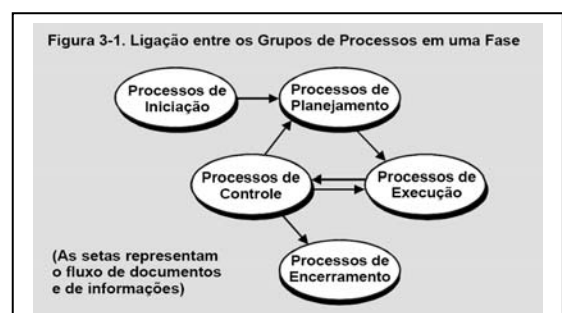 Figura 3-1. Ligação entre os Grupos de Processos em uma Fase
Processos de
Iniciação
Processos de
Planejamento
Processos de
Controle
Processos de
Execução
(As setas representam
o fluxo de documentos
e de informações)
Processos de
Encerramento